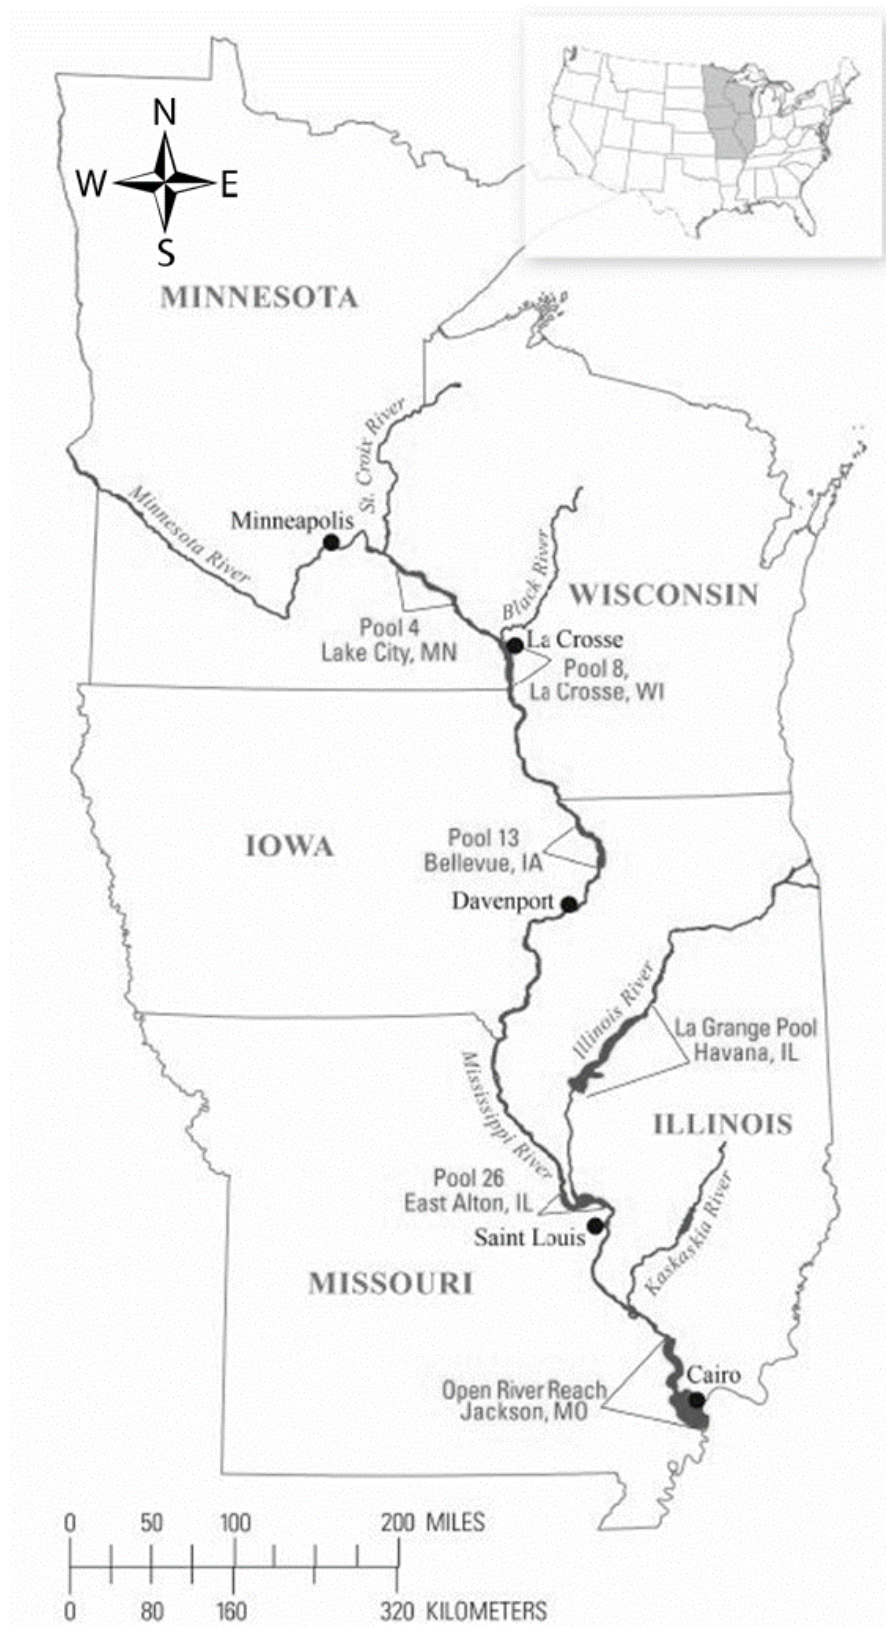 N
W E
S
MINNESOTA
St. Croix River
Minnesota River
Minneapolis
Black River
WISCONSIN
Pool 4
Lake City, MN
La Crosse
Pool 8,
La Crosse, WI
IOWA
Pool 13
Bellevue, IA
Davenport
Illinois River
La Grange Pool
Havana, IL
Mississippi River
ILLINOIS
Pool 26
East Alton, IL
Saint Louis
Kaskaskia River
MISSOURI
Cairo
Open River Reach
Jackson, MO
0 50 100 200 MILES
0 80 160 320 KILOMETERS